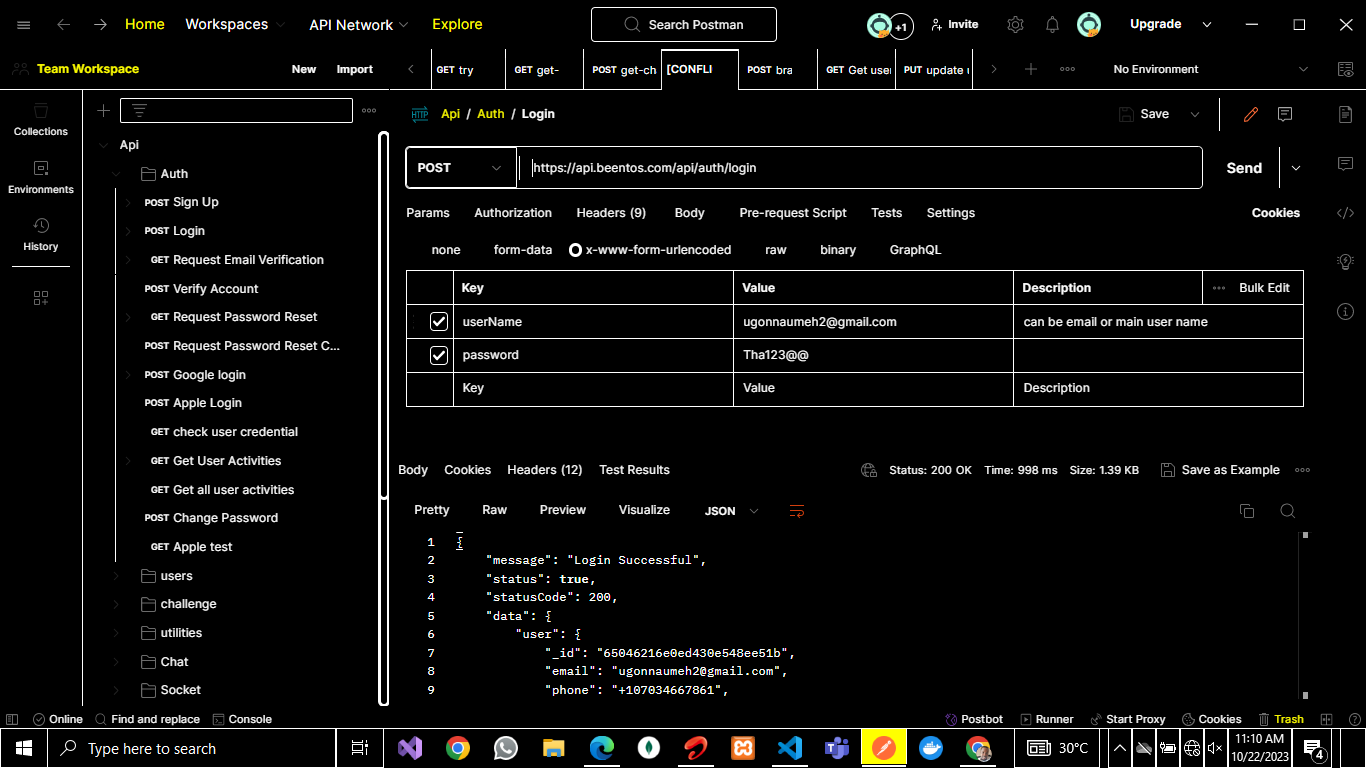 Home Workspaces API Network Explore Search Postman +1 Invite Upgrade
Team Workspace New Import GET try GET get- POST get-ch [CONFLI POST bra GET Get use PUT update No Environment
Collections
Environments
History
Api
Auth
POST Sign Up
POST Login
GET Request Email Verification
POST Verify Account
GET Request Password Reset
POST Request Password Reset C...
POST Google login
POST Apple Login
GET check user credential
GET Get User Activities
GET Get all user activities
POST Change Password
GET Apple test
users
challenge
utilities
Chat
Socket
HTTP Api / Auth / Login Save
POST https://api.beentos.com/api/auth/login Send
Params Authorization Headers (9) Body Pre-request Script Tests Settings Cookies
none form-data x-www-form-urlencoded raw binary GraphQL
Key Value Description Bulk Edit
userName ugonnaumeh2@gmail.com can be email or main user name
password Tha123@@
Key Value Description
Body Cookies Headers (12) Test Results Status: 200 OK Time: 998 ms Size: 1.39 KB Save as Example
Pretty Raw Preview Visualize JSON
1 {
2 "message": "Login Successful",
3 "status": true,
4 "statusCode": 200,
5 "data": {
6 "user": {
7 "_id": "65046216e0ed430e548ee51b",
8 "email": "ugonnaumeh2@gmail.com",
9 "phone": "+107034667861",
Online Find and replace Console Postbot Runner Start Proxy Cookies Trash
Type here to search 30°C 11:10 AM 4
10/22/2023